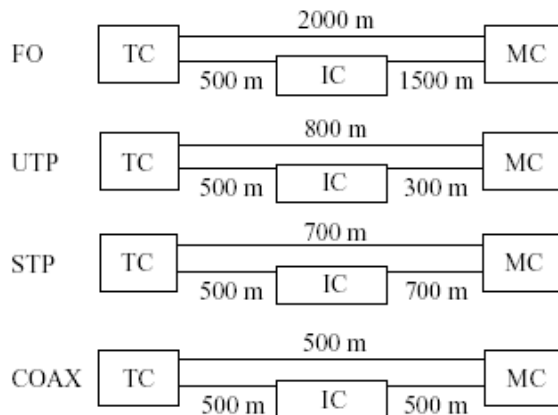 2000 m
FO TC MC
500 m IC 1500 m
800 m
UTP TC MC
500 m IC 300 m
700 m
STP TC MC
500 m IC 700 m
500 m
COAX TC MC
500 m IC 500 m